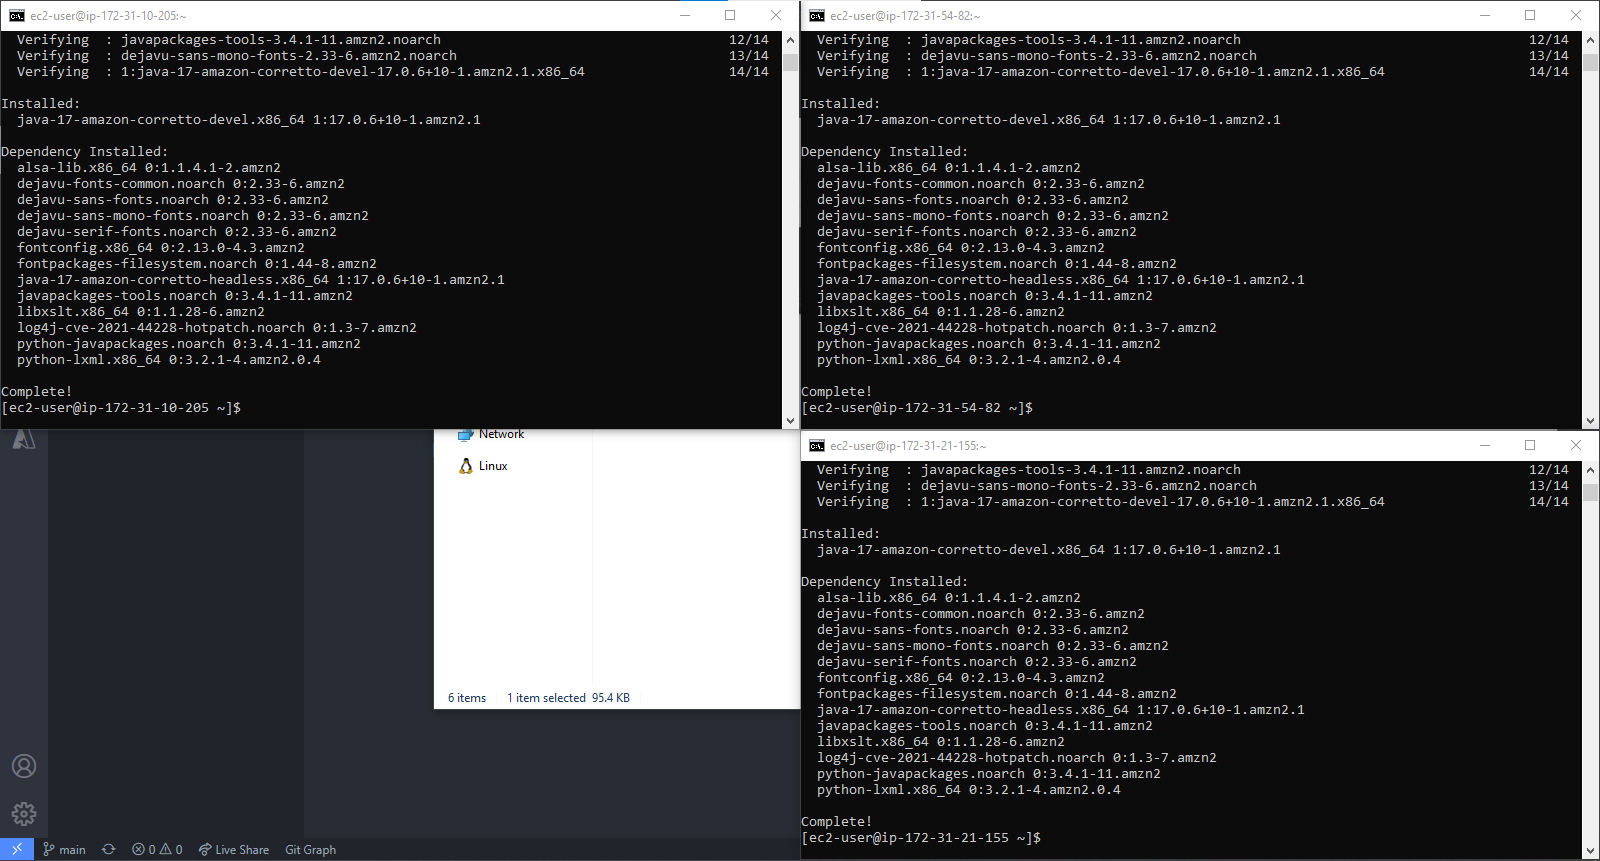 ec2-user@ip-172-31-10-205:~
Verifying  : javapackages-tools-3.4.1-11.amzn2.noarch 12/14
Verifying  : dejavu-sans-mono-fonts-2.33-6.amzn2.noarch 13/14
Verifying  : 1:java-17-amazon-corretto-devel-17.0.6+10-1.amzn2.1.x86_64 14/14
Installed:
java-17-amazon-corretto-devel.x86_64 1:17.0.6+10-1.amzn2.1
Dependency Installed:
alsa-lib.x86_64 0:1.1.4.1-2.amzn2
dejavu-fonts-common.noarch 0:2.33-6.amzn2
dejavu-sans-fonts.noarch 0:2.33-6.amzn2
dejavu-sans-mono-fonts.noarch 0:2.33-6.amzn2
dejavu-serif-fonts.noarch 0:2.33-6.amzn2
fontconfig.x86_64 0:2.13.0-4.3.amzn2
fontpackages-filesystem.noarch 0:1.44-8.amzn2
java-17-amazon-corretto-headless.x86_64 1:17.0.6+10-1.amzn2.1
javapackages-tools.noarch 0:3.4.1-11.amzn2
libxslt.x86_64 0:1.1.28-6.amzn2
log4j-cve-2021-44228-hotpatch.noarch 0:1.3-7.amzn2
python-javapackages.noarch 0:3.4.1-11.amzn2
python-lxml.x86_64 0:3.2.1-4.amzn2.0.4
Complete!
[ec2-user@ip-172-31-10-205 ~]$
ec2-user@ip-172-31-54-82:~
Verifying  : javapackages-tools-3.4.1-11.amzn2.noarch 12/14
Verifying  : dejavu-sans-mono-fonts-2.33-6.amzn2.noarch 13/14
Verifying  : 1:java-17-amazon-corretto-devel-17.0.6+10-1.amzn2.1.x86_64 14/14
Installed:
java-17-amazon-corretto-devel.x86_64 1:17.0.6+10-1.amzn2.1
Dependency Installed:
alsa-lib.x86_64 0:1.1.4.1-2.amzn2
dejavu-fonts-common.noarch 0:2.33-6.amzn2
dejavu-sans-fonts.noarch 0:2.33-6.amzn2
dejavu-sans-mono-fonts.noarch 0:2.33-6.amzn2
dejavu-serif-fonts.noarch 0:2.33-6.amzn2
fontconfig.x86_64 0:2.13.0-4.3.amzn2
fontpackages-filesystem.noarch 0:1.44-8.amzn2
java-17-amazon-corretto-headless.x86_64 1:17.0.6+10-1.amzn2.1
javapackages-tools.noarch 0:3.4.1-11.amzn2
libxslt.x86_64 0:1.1.28-6.amzn2
log4j-cve-2021-44228-hotpatch.noarch 0:1.3-7.amzn2
python-javapackages.noarch 0:3.4.1-11.amzn2
python-lxml.x86_64 0:3.2.1-4.amzn2.0.4
Complete!
[ec2-user@ip-172-31-54-82 ~]$
Network
Linux
6 items 1 item selected 95.4 KB
main 0 0 Live Share Git Graph
ec2-user@ip-172-31-21-155:~
Verifying  : javapackages-tools-3.4.1-11.amzn2.noarch 12/14
Verifying  : dejavu-sans-mono-fonts-2.33-6.amzn2.noarch 13/14
Verifying  : 1:java-17-amazon-corretto-devel-17.0.6+10-1.amzn2.1.x86_64 14/14
Installed:
java-17-amazon-corretto-devel.x86_64 1:17.0.6+10-1.amzn2.1
Dependency Installed:
alsa-lib.x86_64 0:1.1.4.1-2.amzn2
dejavu-fonts-common.noarch 0:2.33-6.amzn2
dejavu-sans-fonts.noarch 0:2.33-6.amzn2
dejavu-sans-mono-fonts.noarch 0:2.33-6.amzn2
dejavu-serif-fonts.noarch 0:2.33-6.amzn2
fontconfig.x86_64 0:2.13.0-4.3.amzn2
fontpackages-filesystem.noarch 0:1.44-8.amzn2
java-17-amazon-corretto-headless.x86_64 1:17.0.6+10-1.amzn2.1
javapackages-tools.noarch 0:3.4.1-11.amzn2
libxslt.x86_64 0:1.1.28-6.amzn2
log4j-cve-2021-44228-hotpatch.noarch 0:1.3-7.amzn2
python-javapackages.noarch 0:3.4.1-11.amzn2
python-lxml.x86_64 0:3.2.1-4.amzn2.0.4
Complete!
[ec2-user@ip-172-31-21-155 ~]$